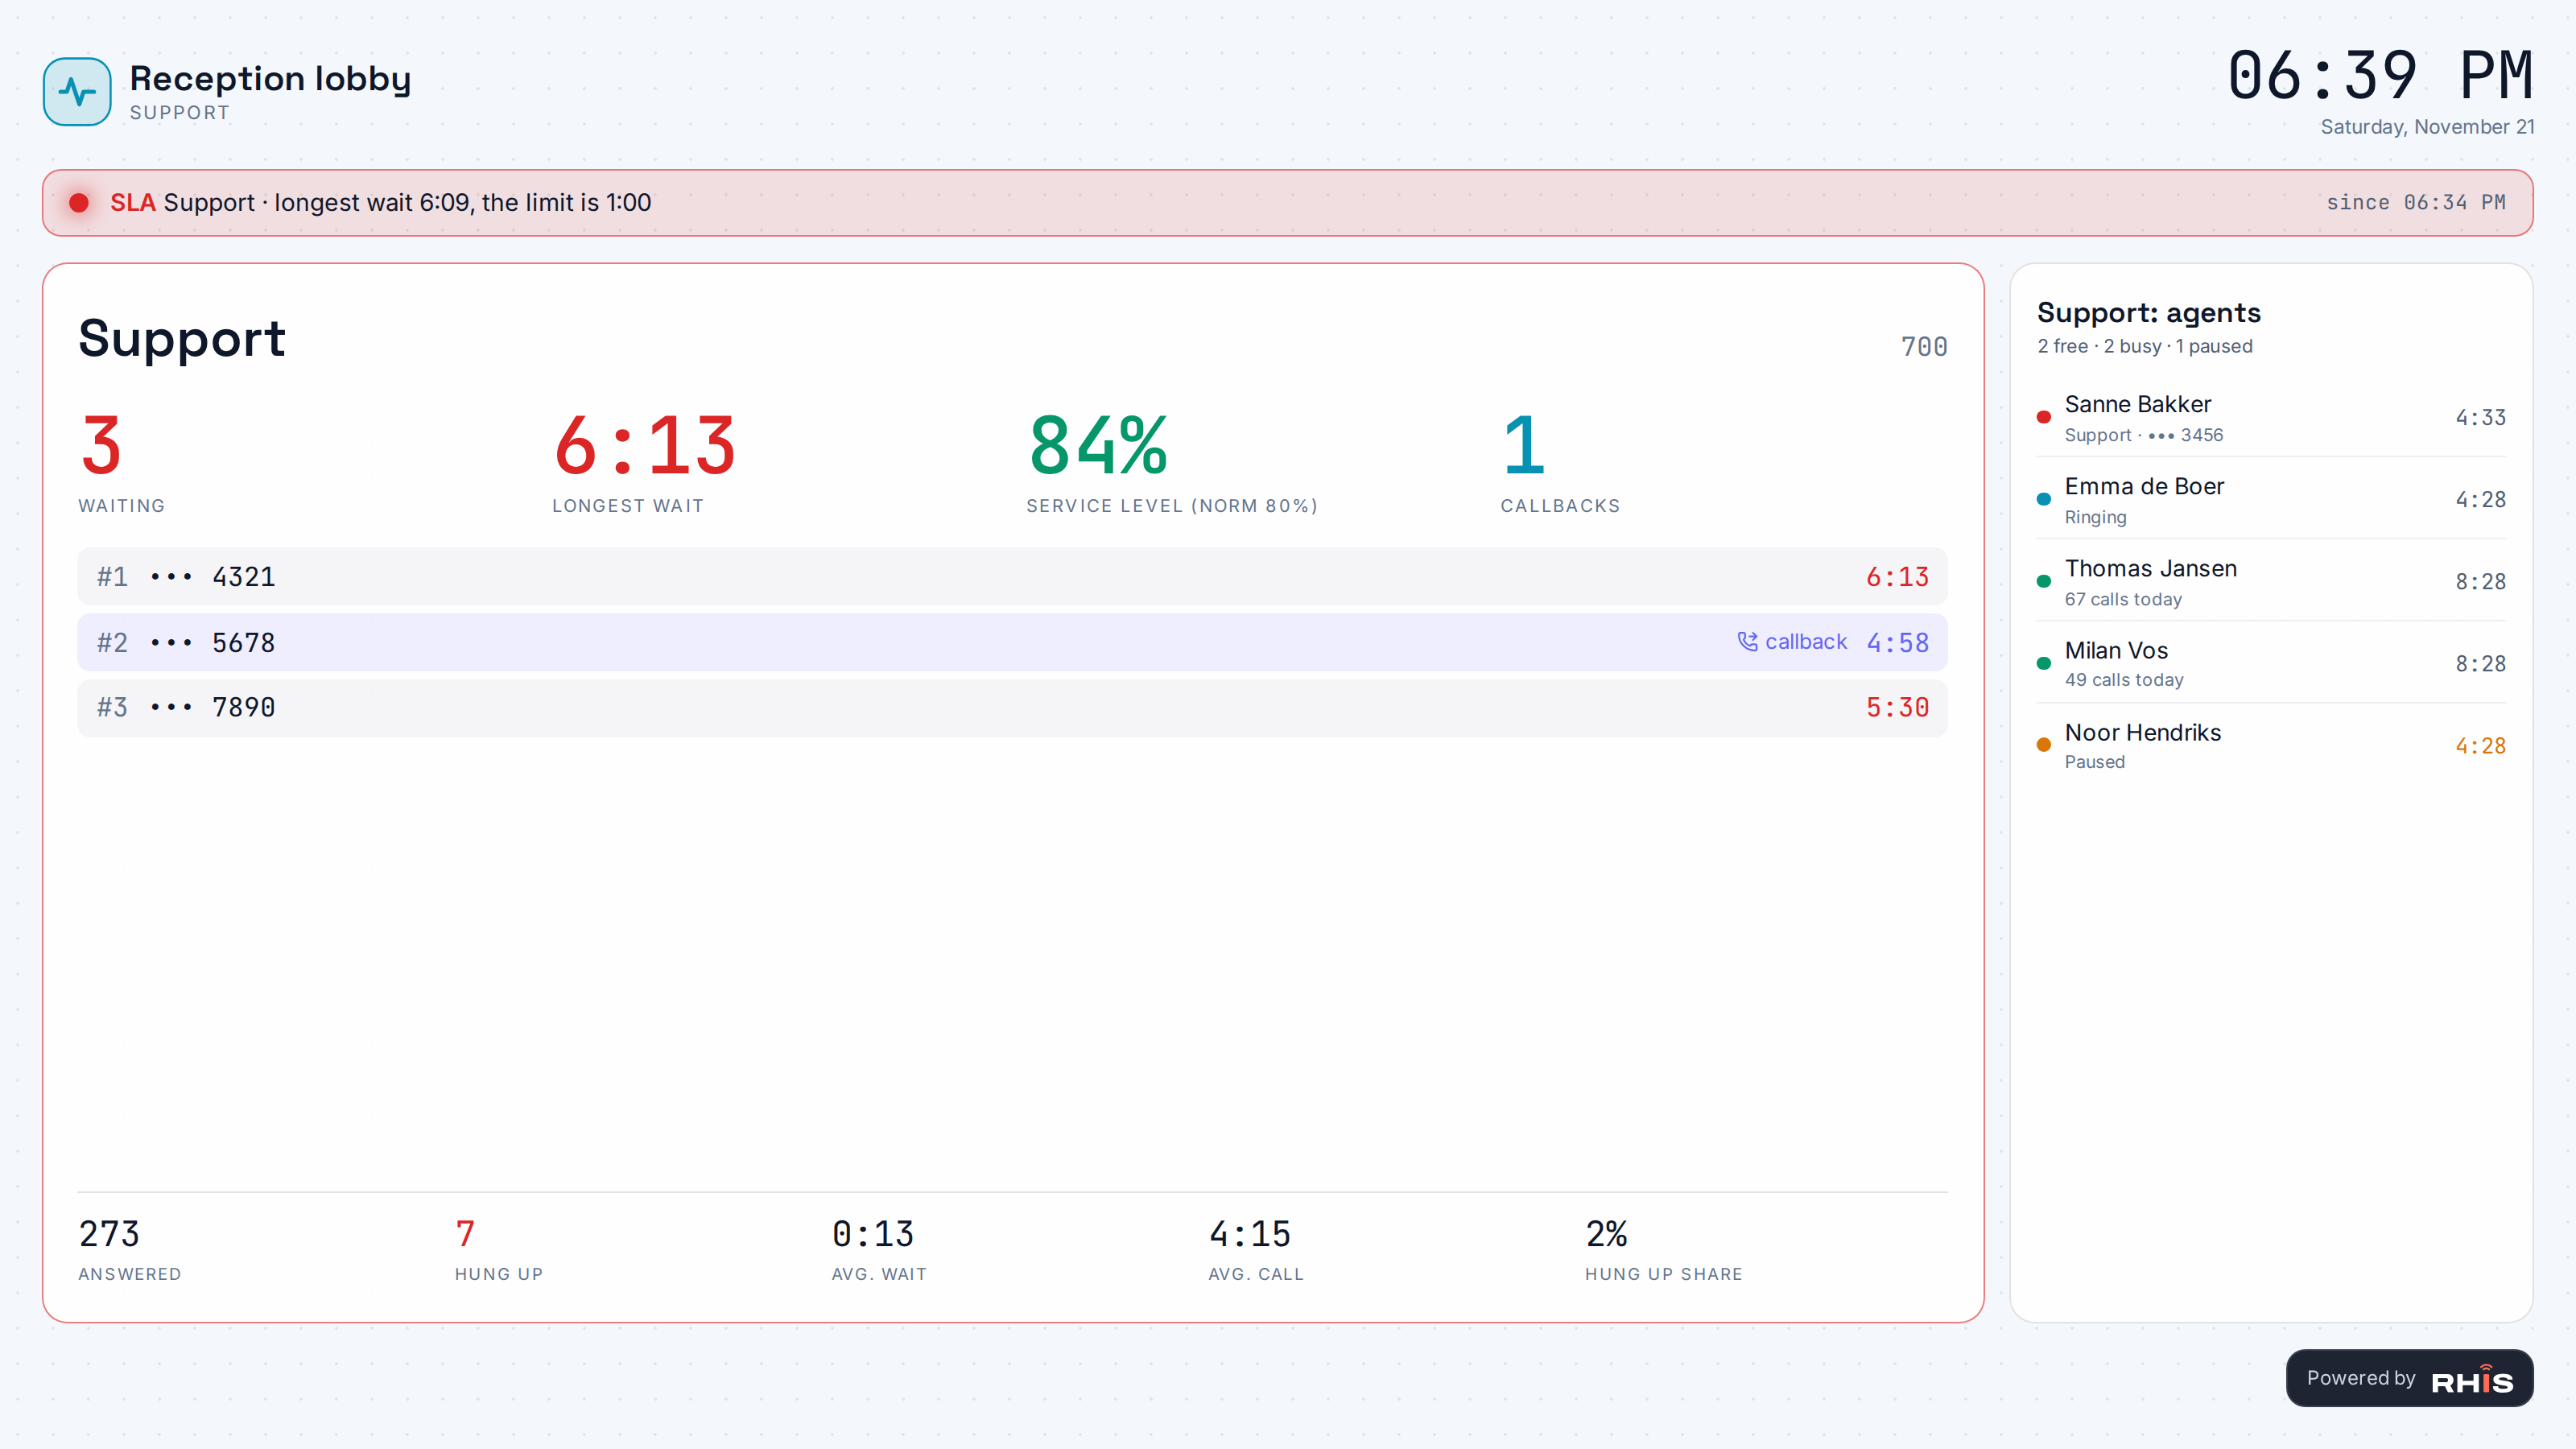 Reception lobby
SUPPORT
06:39 PM
Saturday, November 21
SLA Support · longest wait 6:09, the limit is 1:00
since 06:34 PM
Support
700
3
WAITING
6:13
LONGEST WAIT
84%
SERVICE LEVEL (NORM 80%)
1
CALLBACKS
#1 ••• 4321 6:13
#2 ••• 5678 callback 4:58
#3 ••• 7890 5:30
273
ANSWERED
7
HUNG UP
0:13
AVG. WAIT
4:15
AVG. CALL
2%
HUNG UP SHARE
Support: agents
2 free · 2 busy · 1 paused
Sanne Bakker
Support · ••• 3456
4:33
Emma de Boer
Ringing
4:28
Thomas Jansen
67 calls today
8:28
Milan Vos
49 calls today
8:28
Noor Hendriks
Paused
4:28
Powered by RHiS